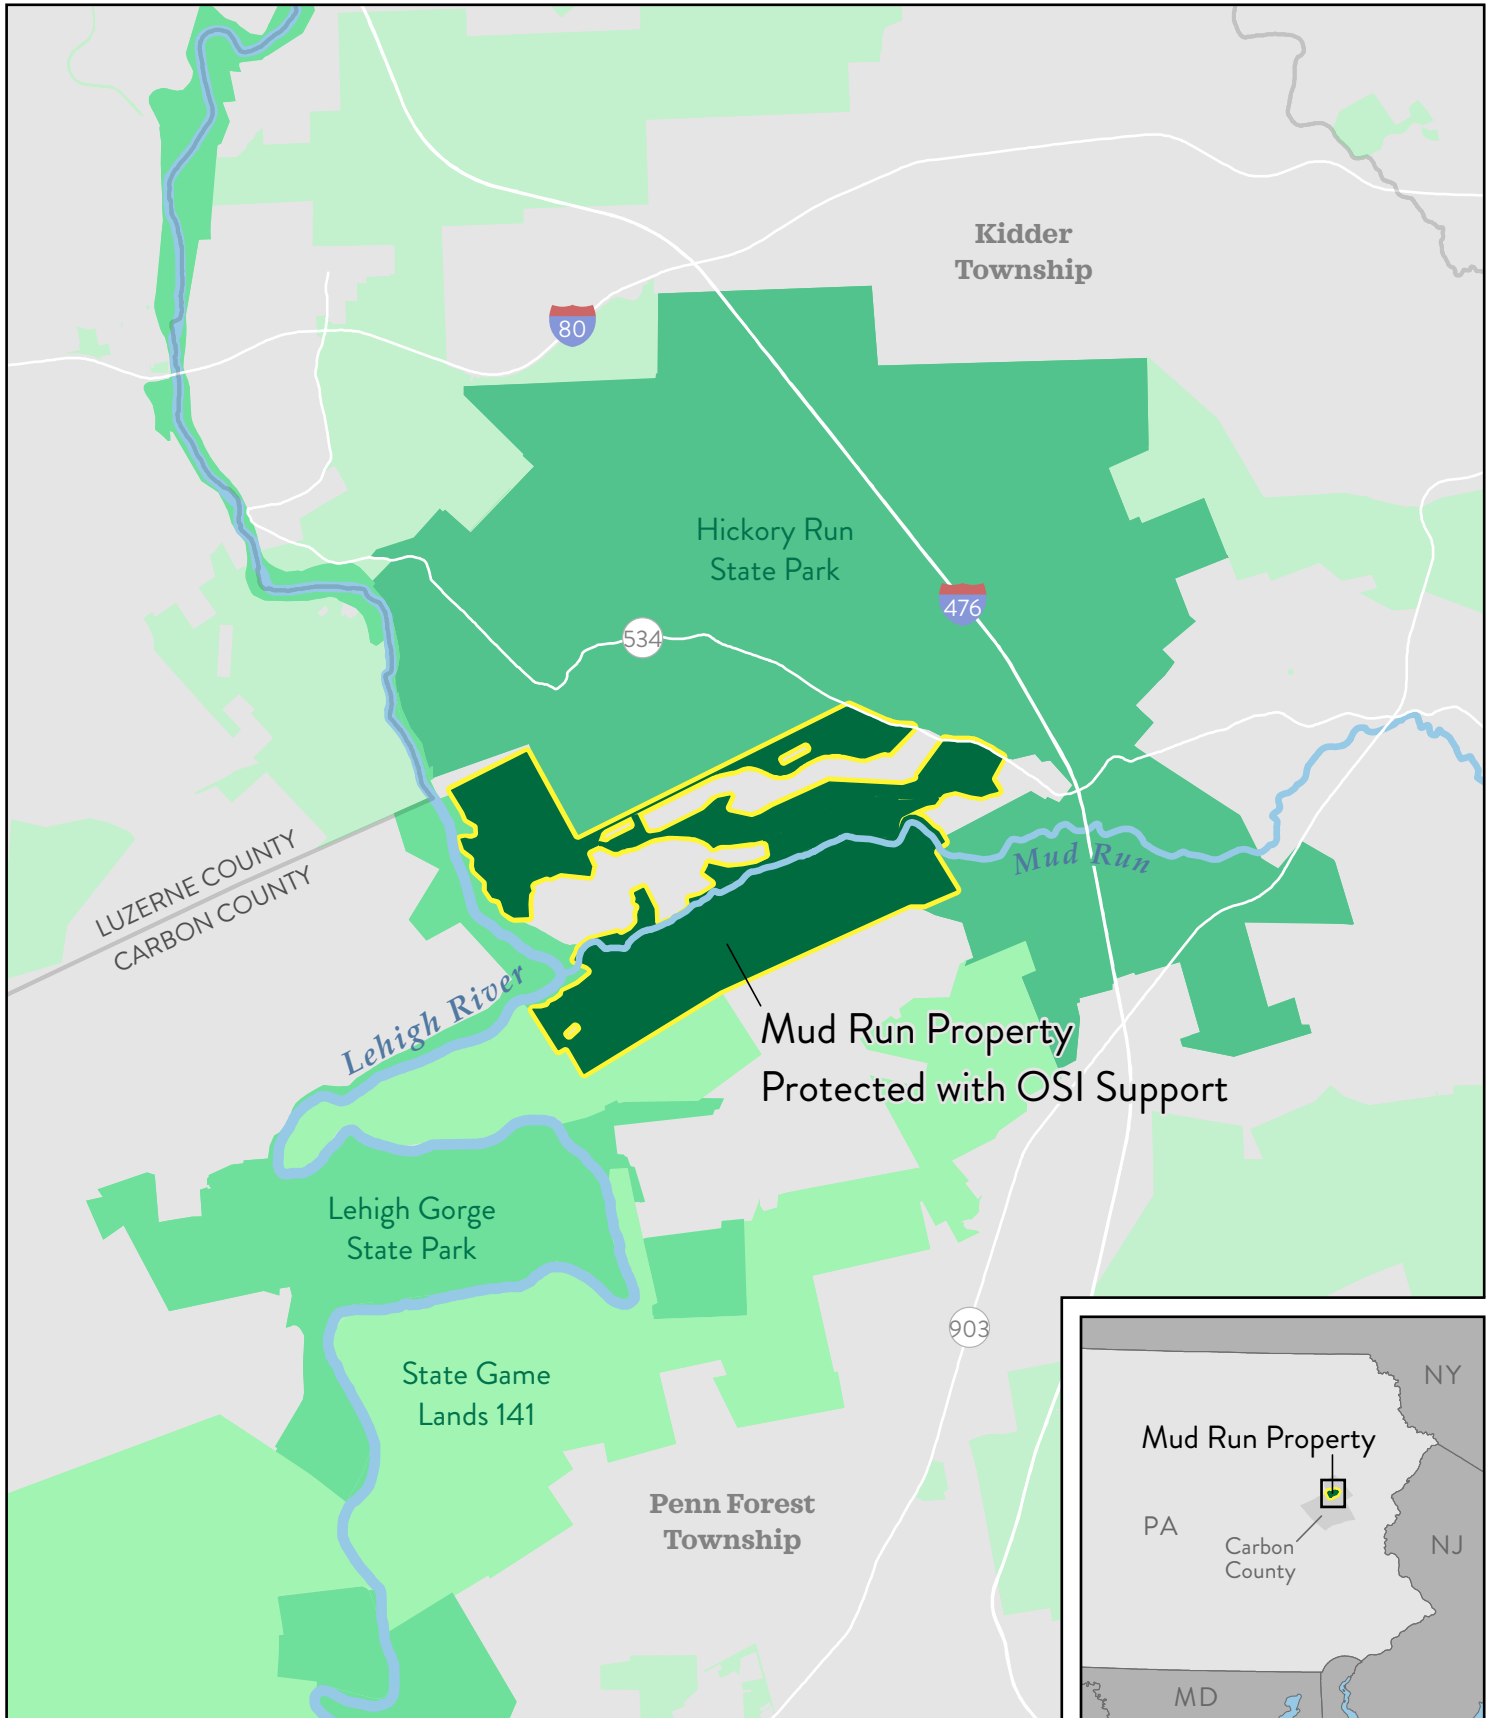 Kidder
Township
80
Hickory Run
State Park
476
534
LUZERNE COUNTY
CARBON COUNTY
Mud Run
Lehigh River
Mud Run Property
Protected with OSI Support
Lehigh Gorge
State Park
903
State Game
Lands 141
Penn Forest
Township
NY
Mud Run Property
PA
Carbon
County
NJ
MD